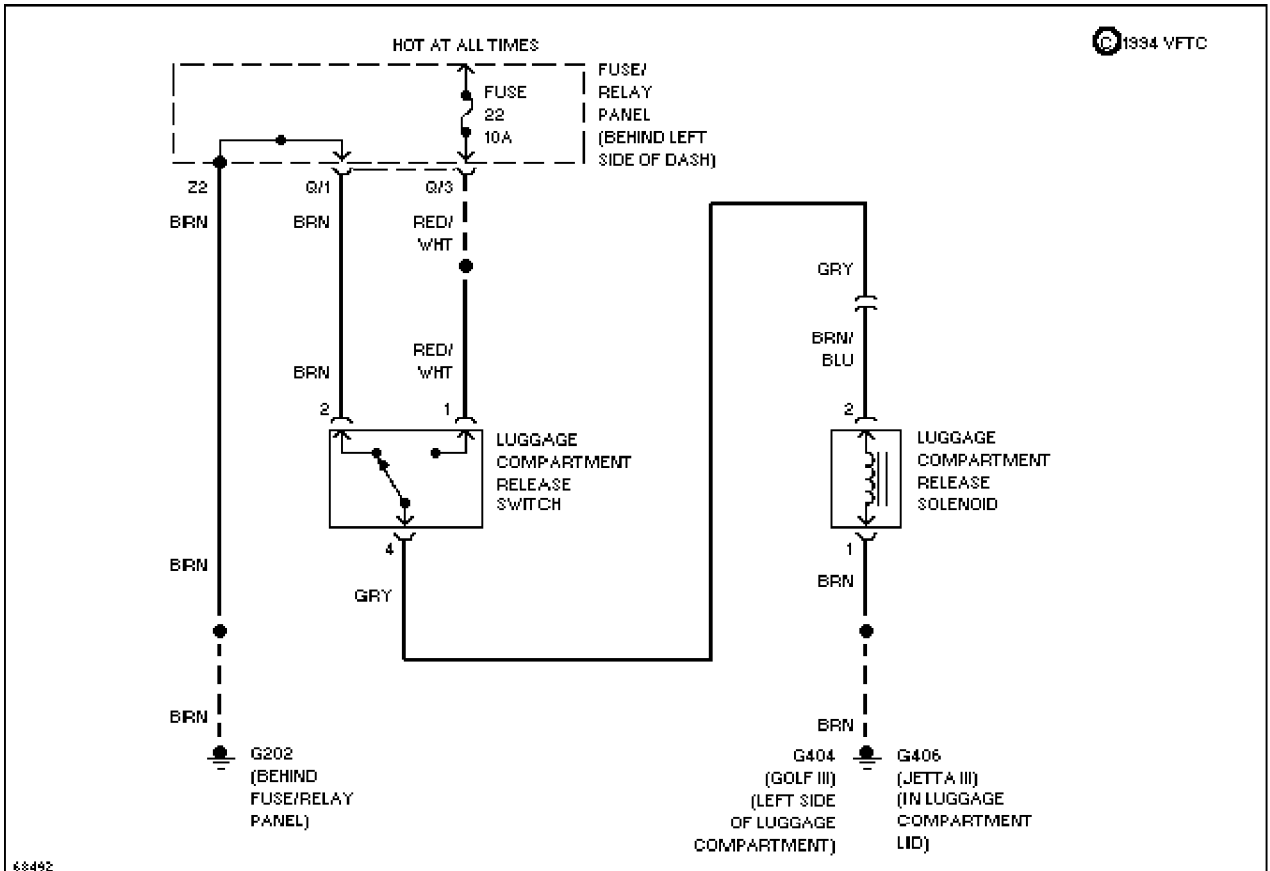 HOT AT ALL TIMES
© 1994 VFTC
FUSE
22
10A
FUSE/
RELAY
PANEL
(BEHIND LEFT
SIDE OF DASH)
Z2
Q/1
Q/3
BRN
BRN
RED/
WHT
GRY
BRN/
BLU
BRN
RED/
WHT
2
1
2
LUGGAGE
COMPARTMENT
RELEASE
SWITCH
LUGGAGE
COMPARTMENT
RELEASE
SOLENOID
4
1
BRN
GRY
BRN
BRN
BRN
G202
(BEHIND
FUSE/RELAY
PANEL)
G404
(GOLF III)
(LEFT SIDE
OF LUGGAGE
COMPARTMENT)
G406
(JETTA III)
(IN LUGGAGE
COMPARTMENT
LID)
68492